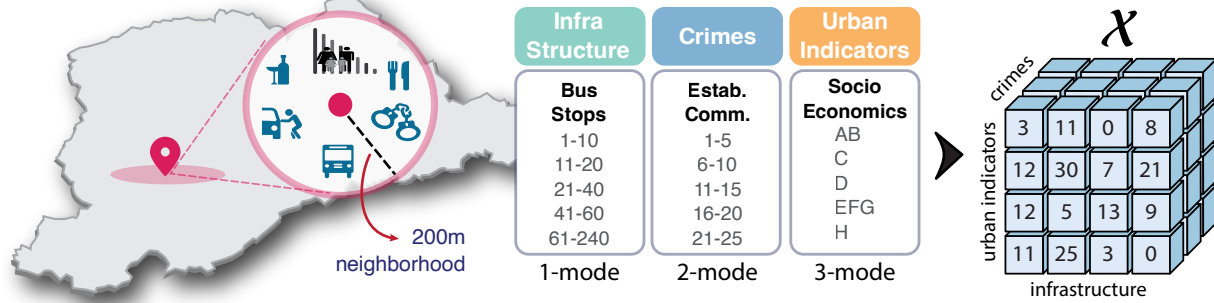 200m
neighborhood
Infra
Structure
Bus
Stops
1-10
11-20
21-40
41-60
61-240
1-mode
Crimes
Estab.
Comm.
1-5
6-10
11-15
16-20
21-25
2-mode
Urban
Indicators
Socio
Economics
AB
C
D
EFG
H
3-mode
X
crimes
urban indicators
3 11 0 8
12 30 7 21
12 5 13 9
11 25 3 0
infrastructure